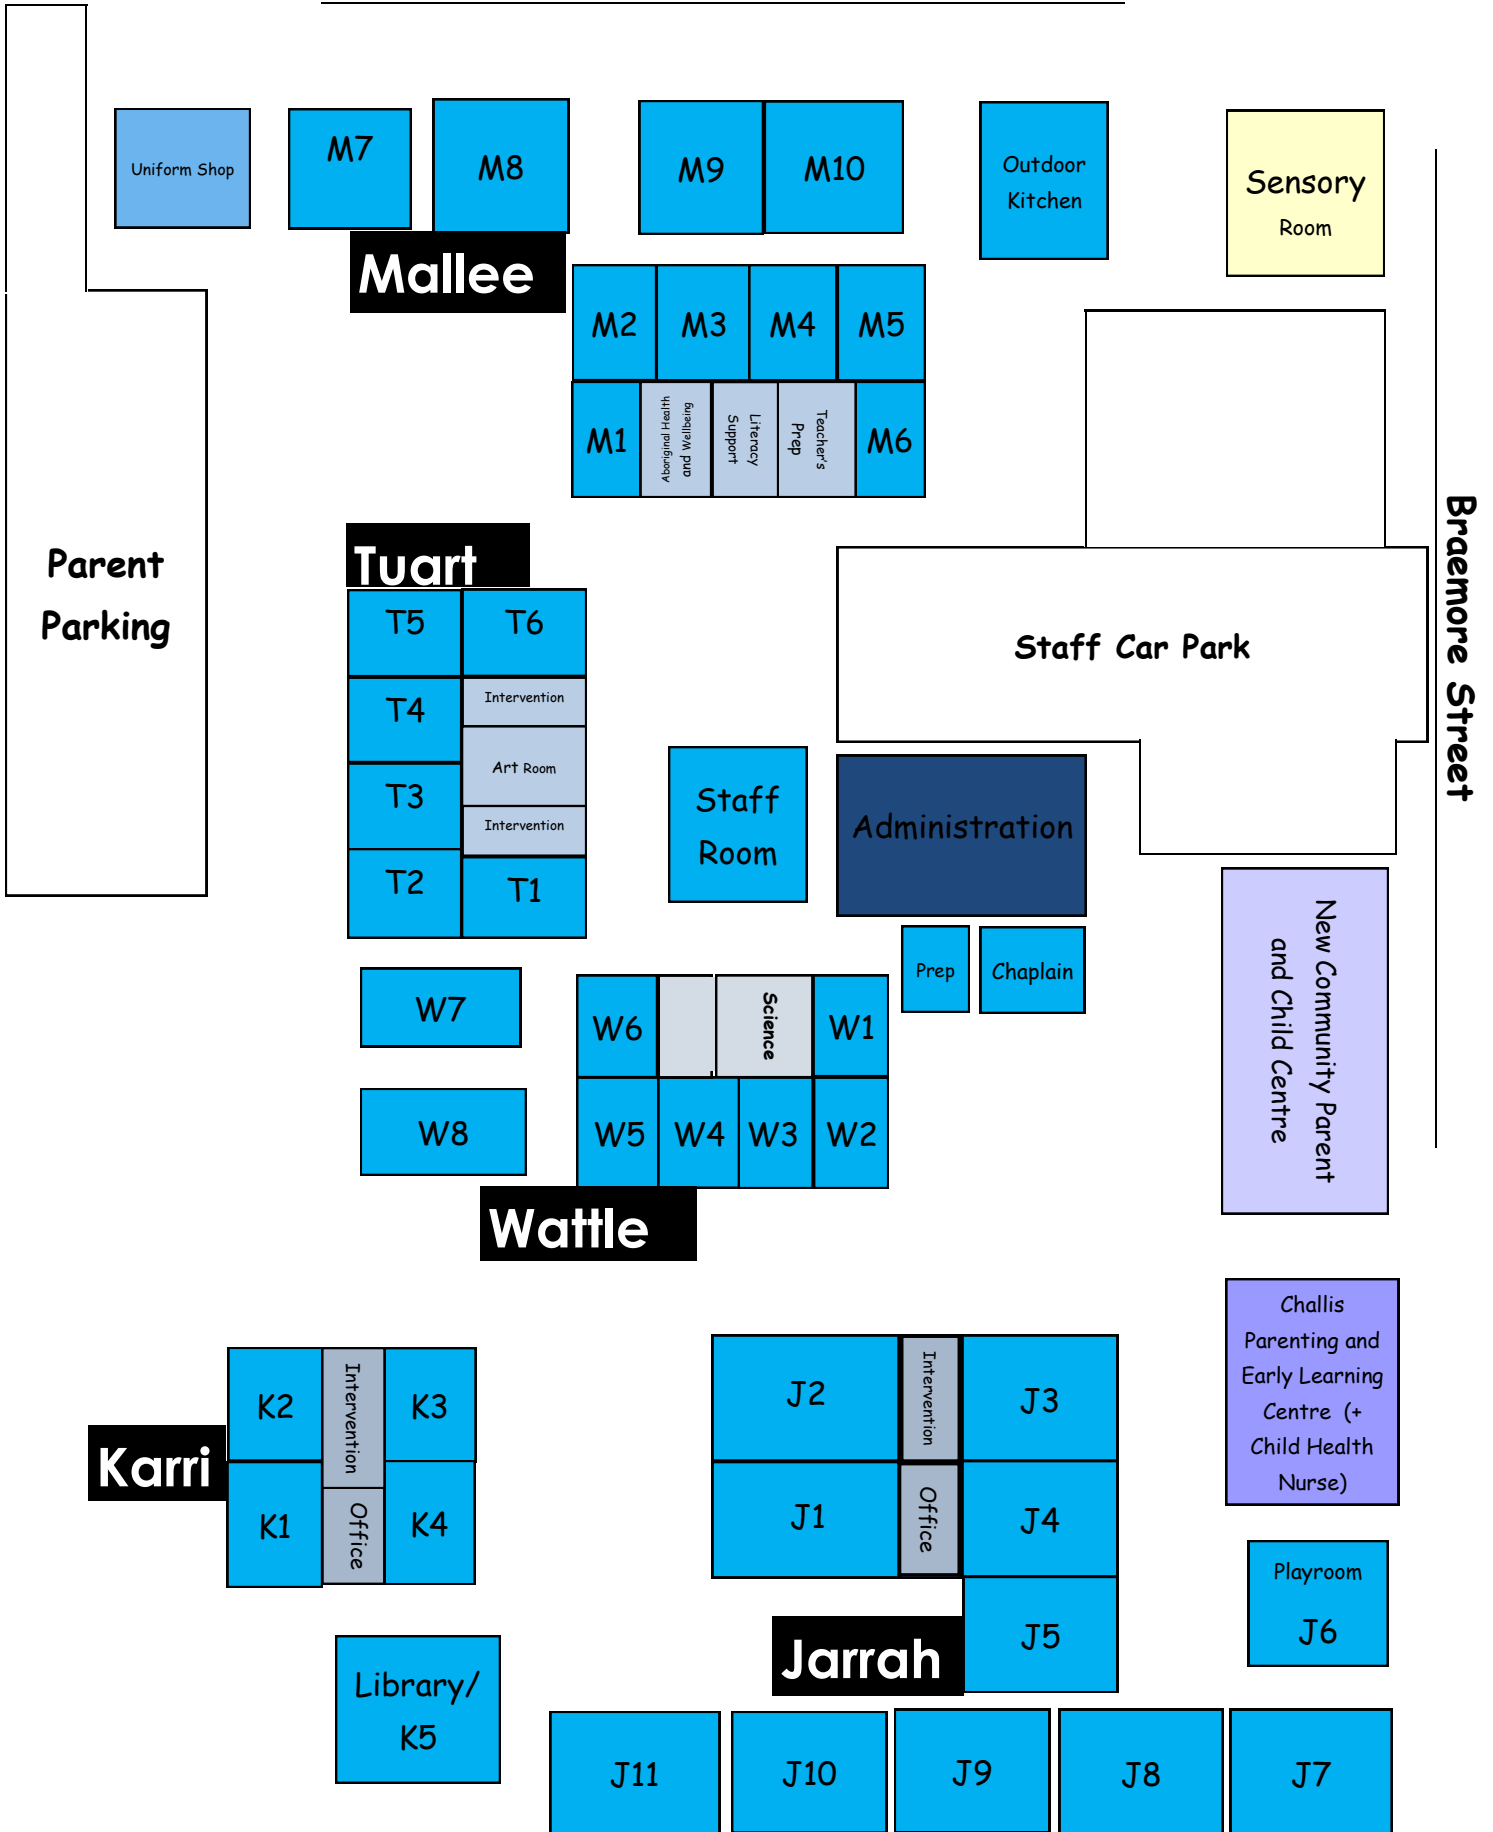 Uniform Shop
M7
M8
M9
M10
Outdoor
Kitchen
Sensory
Room
Mallee
M2
M3
M4
M5
M1
Aboriginal Health
and Wellbeing
Literacy
Support
Teacher's
Prep
M6
Parent
Parking
Tuart
T5
T6
T4
Intervention
Art Room
T3
Intervention
T2
T1
Staff Car Park
Braemore Street
Staff
Room
Administration
Prep
Chaplain
New Community Parent
and Child Centre
W7
W8
W6
Science
W1
W5
W4
W3
W2
Wattle
Challis
Parenting and
Early Learning
Centre (+
Child Health
Nurse)
Karri
K2
Intervention
K3
K1
Office
K4
J2
Intervention
J3
J1
Office
J4
Jarrah
J5
Playroom
J6
Library/
K5
J11
J10
J9
J8
J7